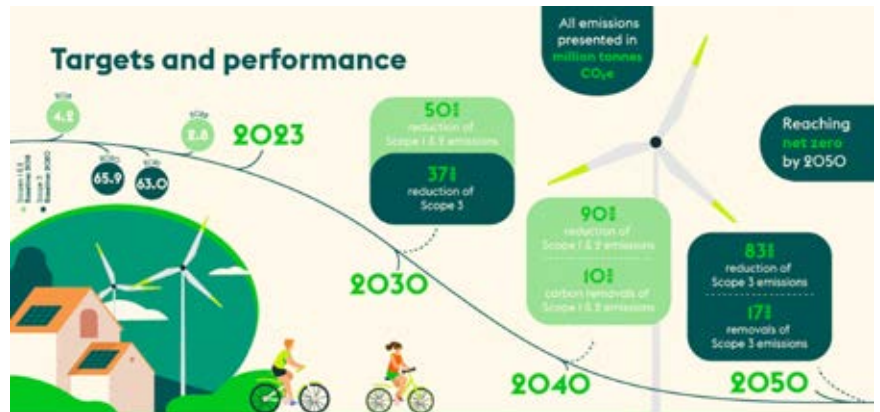 Targets and performance
All emissions
presented in
million tonnes
CO₂e
Reaching
net zero
by 2050
4.2
65.9
63.0
2.8
2023
Scope 3
50%
reduction of
Scope 1 & 2 emissions
37%
reduction of
Scope 3
2030
90%
reduction of
Scope 1 & 2 emissions
10%
carbon removals of
Scope 1 & 2 emissions
2040
83%
reduction of
Scope 3 emissions
17%
removals of
Scope 3 emissions
2050